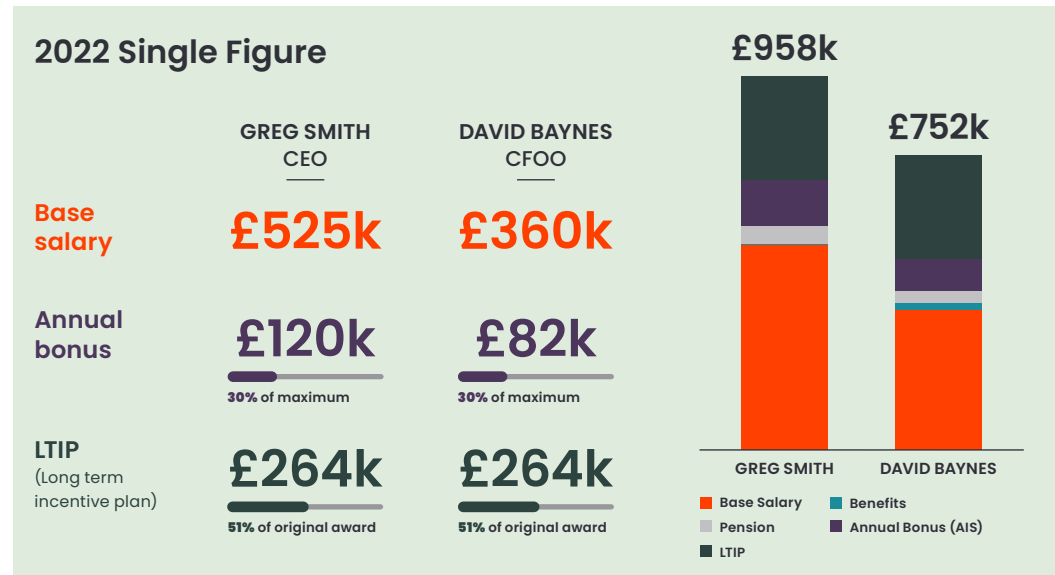 2022 Single Figure
GREG SMITH
CEO
DAVID BAYNES
CFOO
Base
salary
£525k
£360k
Annual
bonus
£120k
£82k
30% of maximum
30% of maximum
LTIP
(Long term
incentive plan)
£264k
£264k
51% of original award
51% of original award
£958k
£752k
GREG SMITH
DAVID BAYNES
Base Salary
Benefits
Pension
Annual Bonus (AIS)
LTIP